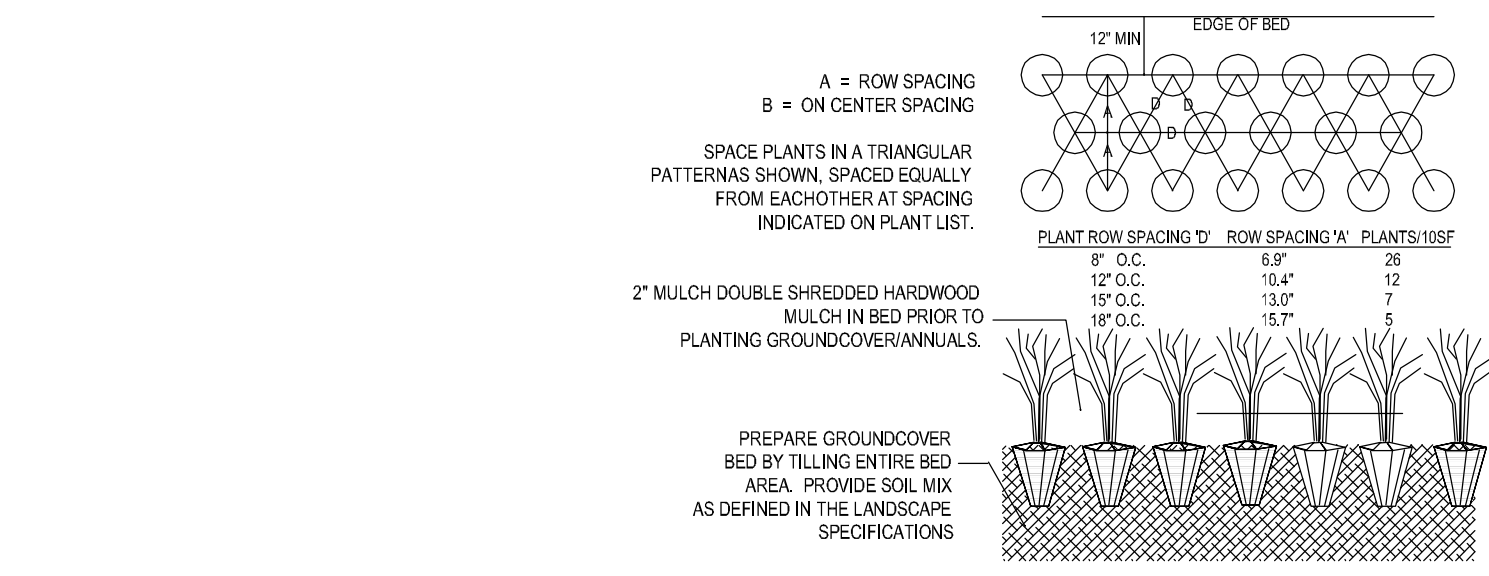 EDGE OF BED
12" MIN
A = ROW SPACING
B = ON CENTER SPACING
D D
A
D
A
SPACE PLANTS IN A TRIANGULAR
PATTERNAS SHOWN, SPACED EQUALLY
FROM EACHOTHER AT SPACING
INDICATED ON PLANT LIST.
PLANT ROW SPACING 'D' ROW SPACING 'A' PLANTS/10SF
8" O.C. 6.9" 26
12" O.C. 10.4" 12
15" O.C. 13.0" 7
18" O.C. 15.7" 5
2" MULCH DOUBLE SHREDDED HARDWOOD
MULCH IN BED PRIOR TO
PLANTING GROUNDCOVER/ANNUALS.
PREPARE GROUNDCOVER
BED BY TILLING ENTIRE BED
AREA. PROVIDE SOIL MIX
AS DEFINED IN THE LANDSCAPE
SPECIFICATIONS